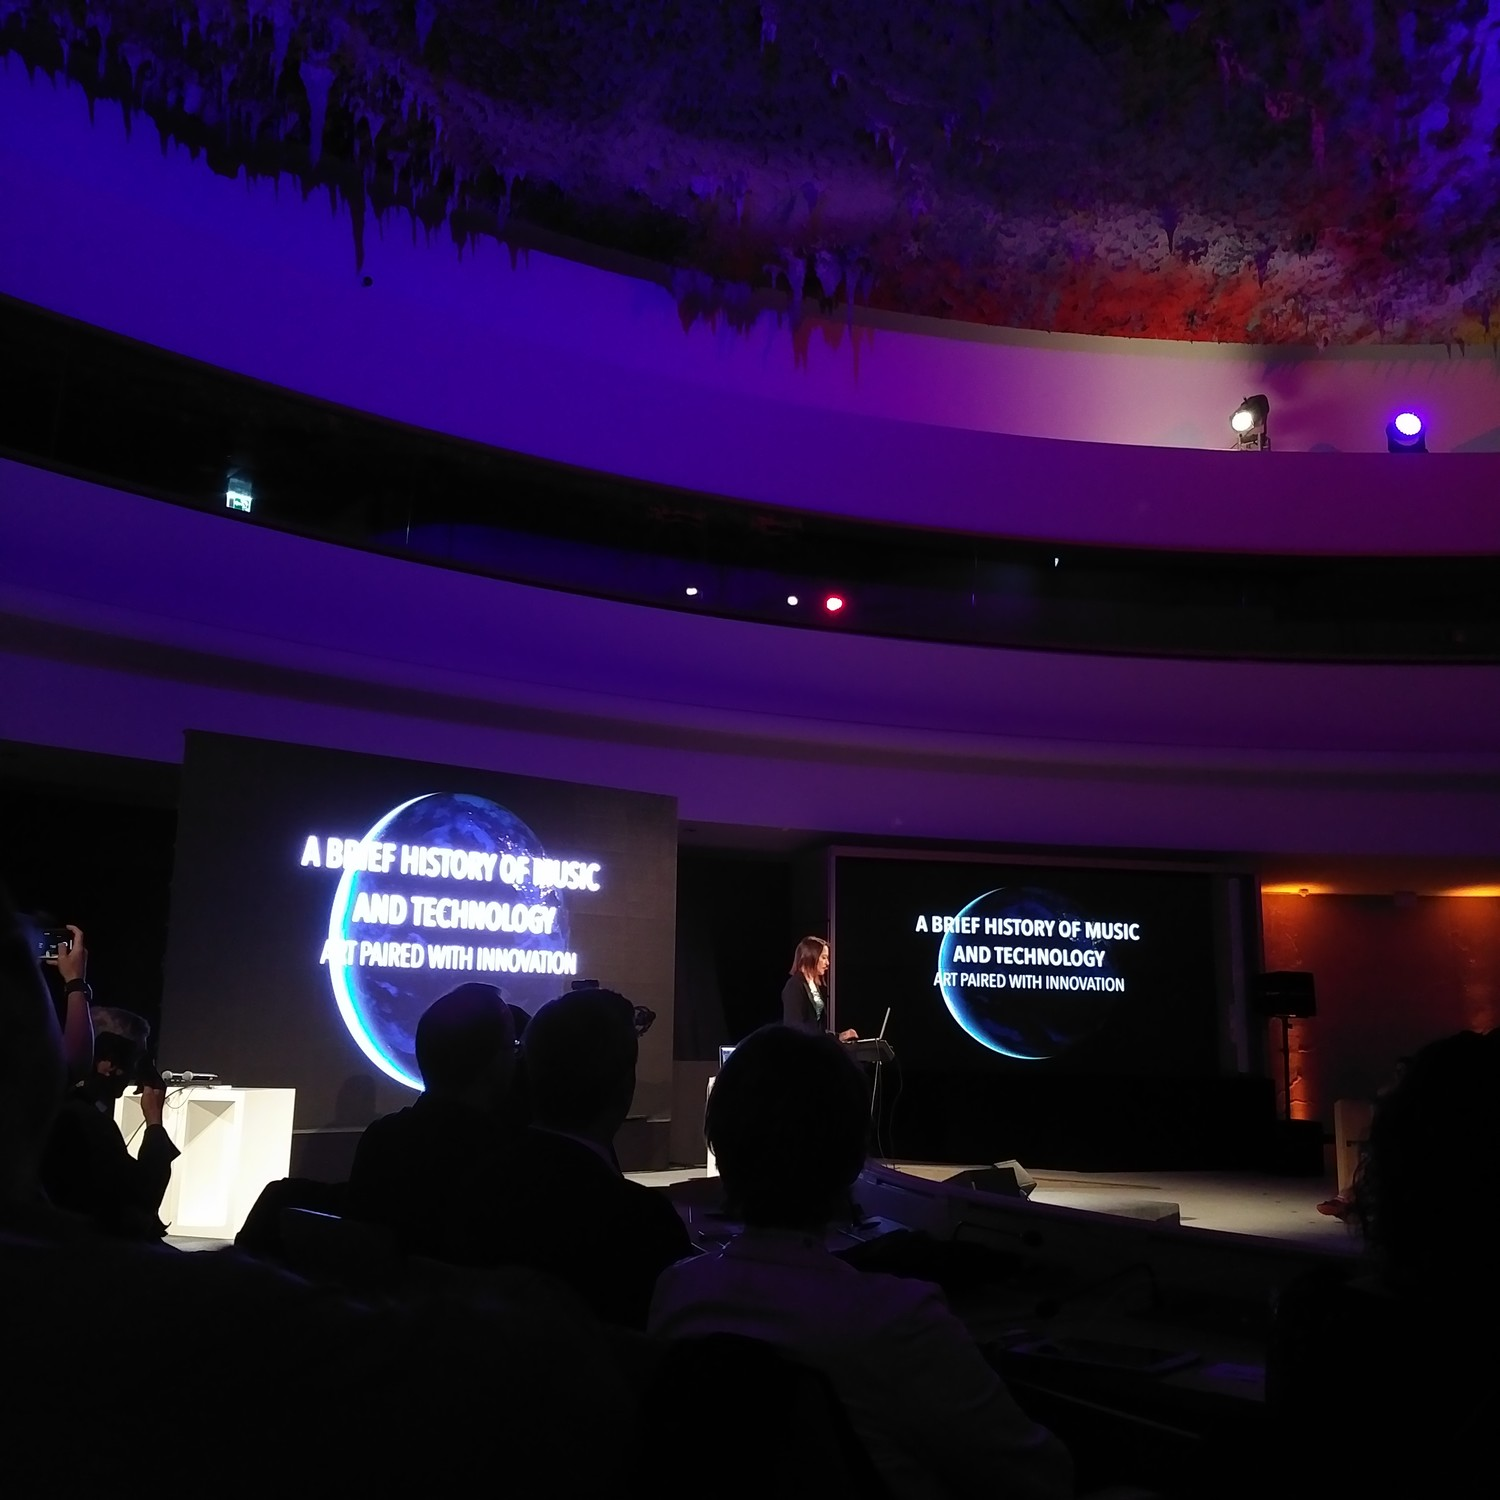 A BRIEF HISTORY OF MUSIC
AND TECHNOLOGY
ART PAIRED WITH INNOVATION
A BRIEF HISTORY OF MUSIC
AND TECHNOLOGY
ART PAIRED WITH INNOVATION